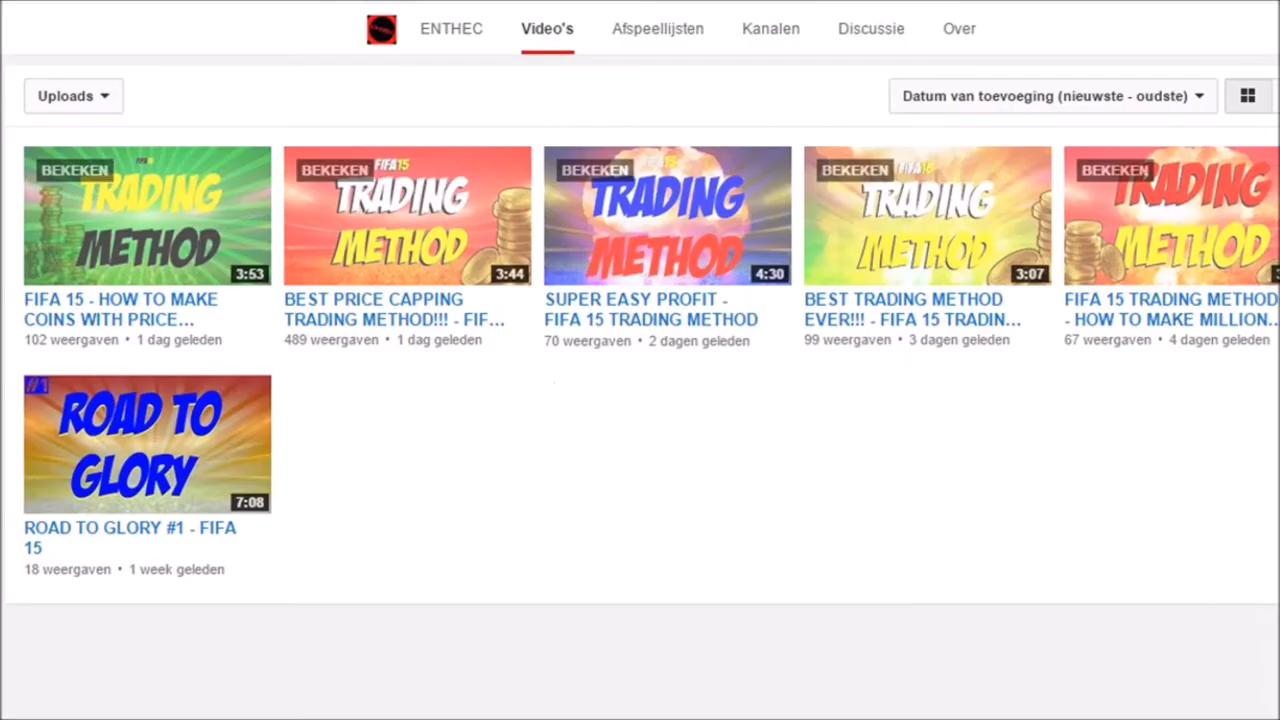 ENTHEC
Video's
Afspeellijsten
Kanalen
Discussie
Over
Uploads
Datum van toevoeging (nieuwste - oudste)
BEKEKEN
FIFA 15
TRADING
METHOD
3:53
BEKEKEN
FIFA 15
TRADING
METHOD
3:44
BEKEKEN
FIFA 15
TRADING
METHOD
4:30
BEKEKEN
FIFA 15
TRADING
METHOD
3:07
BEKEKEN
TRADING
METHOD
FIFA 15 - HOW TO MAKE
COINS WITH PRICE...
102 weergaven • 1 dag geleden
BEST PRICE CAPPING
TRADING METHOD!!! - FIF...
489 weergaven • 1 dag geleden
SUPER EASY PROFIT -
FIFA 15 TRADING METHOD
70 weergaven • 2 dagen geleden
BEST TRADING METHOD
EVER!!! - FIFA 15 TRADIN...
99 weergaven • 3 dagen geleden
FIFA 15 TRADING METHOD
- HOW TO MAKE MILLION...
67 weergaven • 4 dagen geleden
#1
ROAD TO
GLORY
7:08
ROAD TO GLORY #1 - FIFA
15
18 weergaven • 1 week geleden